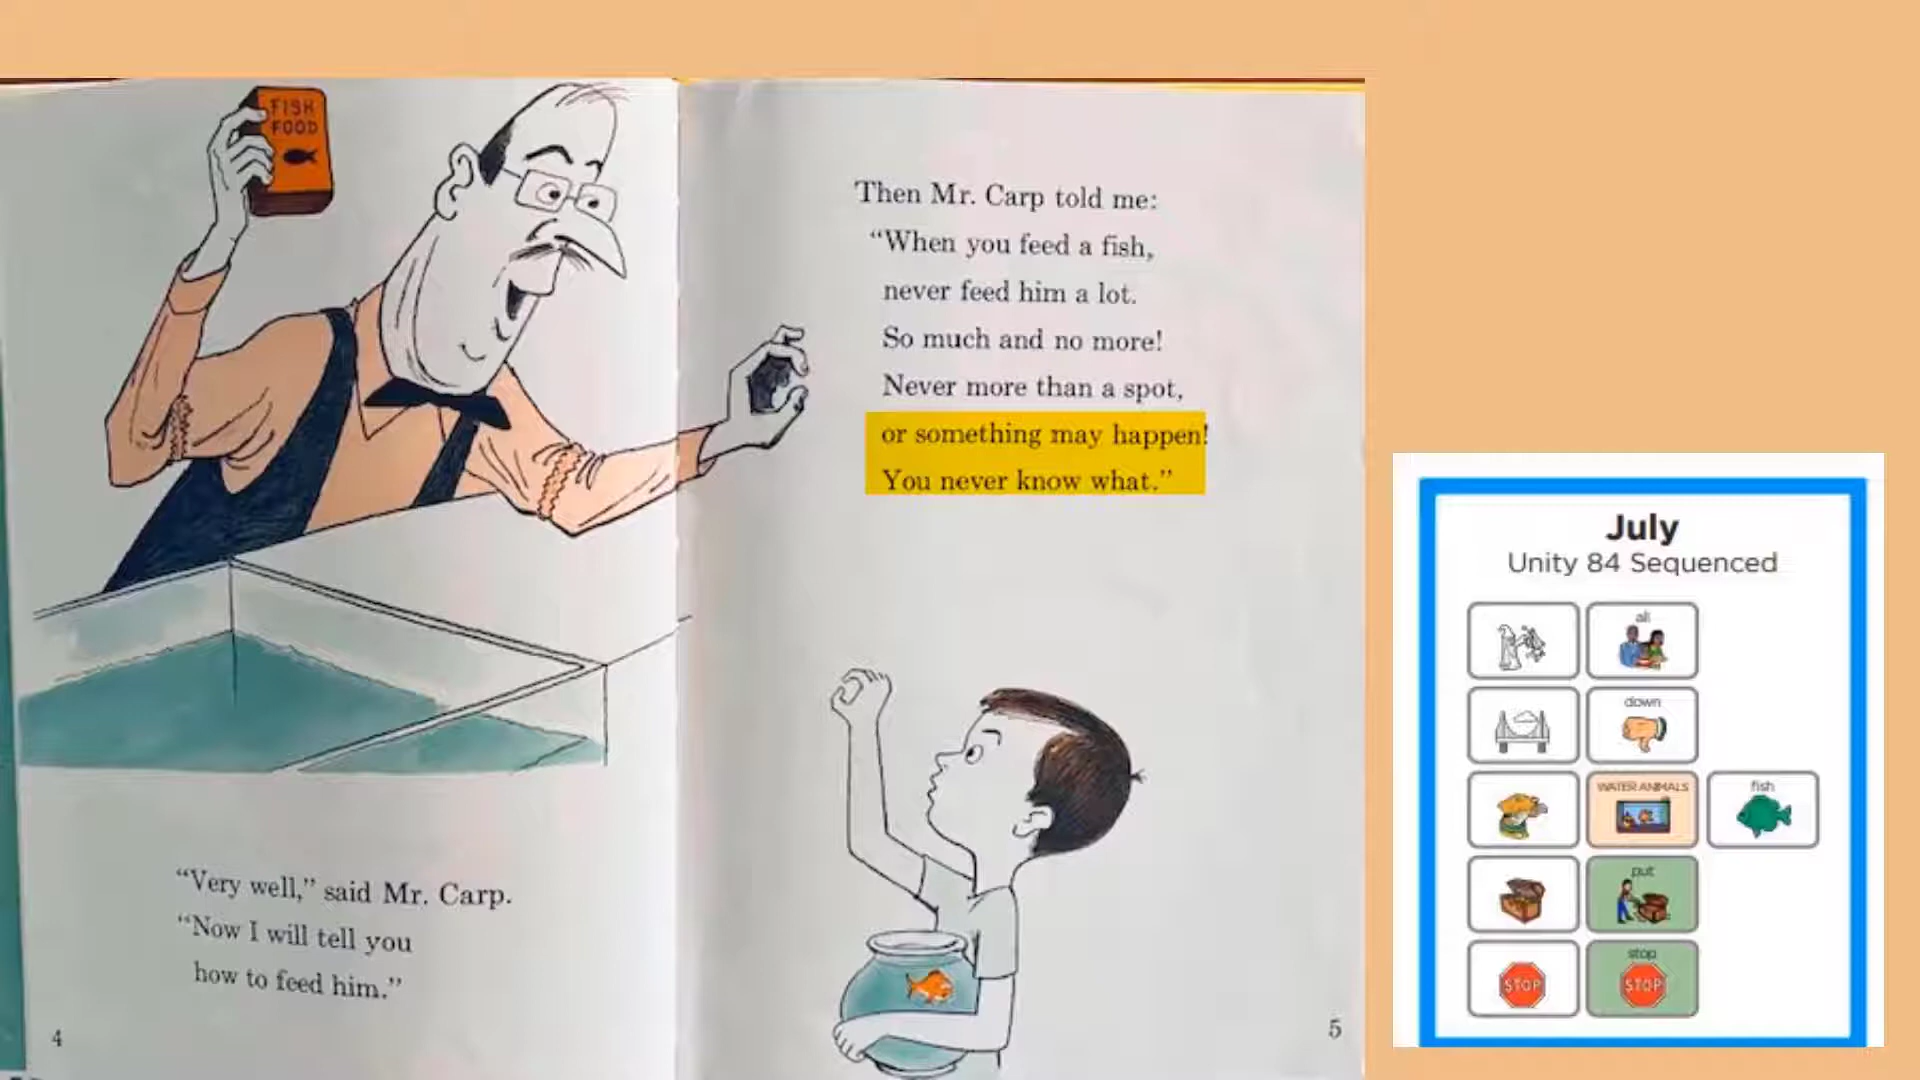 FISH
FOOD
"Very well," said Mr. Carp.
"Now I will tell you
how to feed him."
4
Then Mr. Carp told me:
"When you feed a fish,
never feed him a lot.
So much and no more!
Never more than a spot,
or something may happen!
You never know what."
5
July
Unity 84 Sequenced
all
down
WATER ANIMALS
fish
put
STOP
stop
STOP